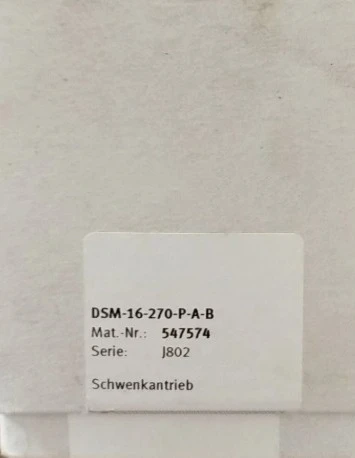 DSM-16-270-P-A-B
Mat.-Nr.: 547574
Serie: J802
Schwenkantrieb